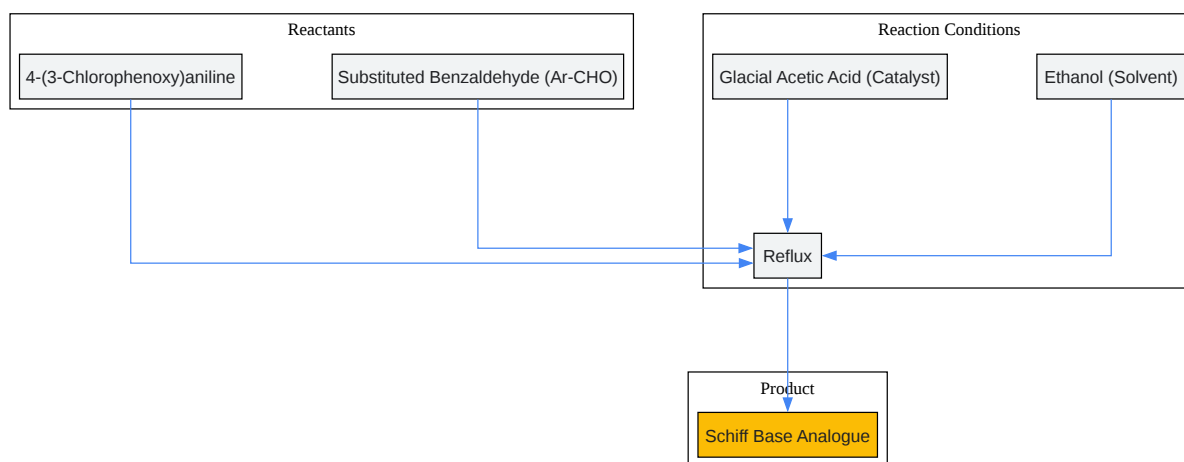 Reactants
4-(3-Chlorophenoxy)aniline
Substituted Benzaldehyde (Ar-CHO)
Reaction Conditions
Glacial Acetic Acid (Catalyst)
Ethanol (Solvent)
Reflux
Product
Schiff Base Analogue